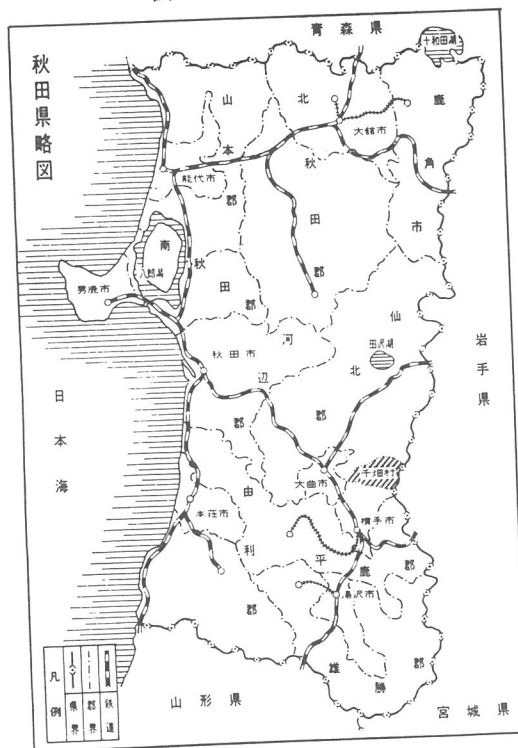 秋田県略図
青森県
十和田湖
山本郡
北秋田郡
鹿角市
大館市
能代市
八郎潟
南秋田郡
男鹿市
秋田市
河辺郡
仙北郡
田沢湖
岩手県
日本海
千畑村
大曲市
横手市
本荘市
由利郡
平鹿郡
湯沢市
雄勝郡
山形県
宮城県
凡例
県界
郡界
鉄道